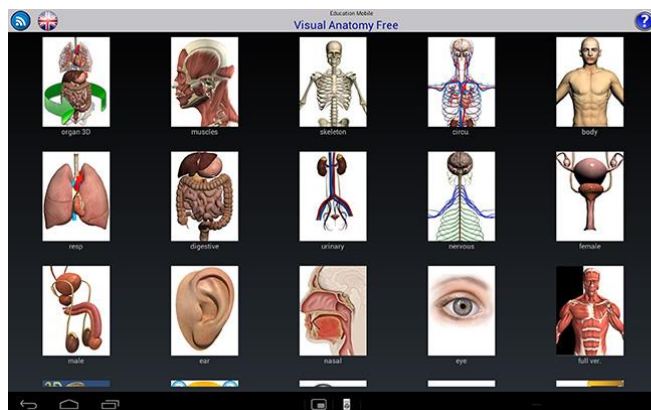 Education Mobile
Visual Anatomy Free
?
organ 3D
muscles
skeleton
circu
body
resp
digestive
urinary
nervous
female
male
ear
nasal
eye
full ver.